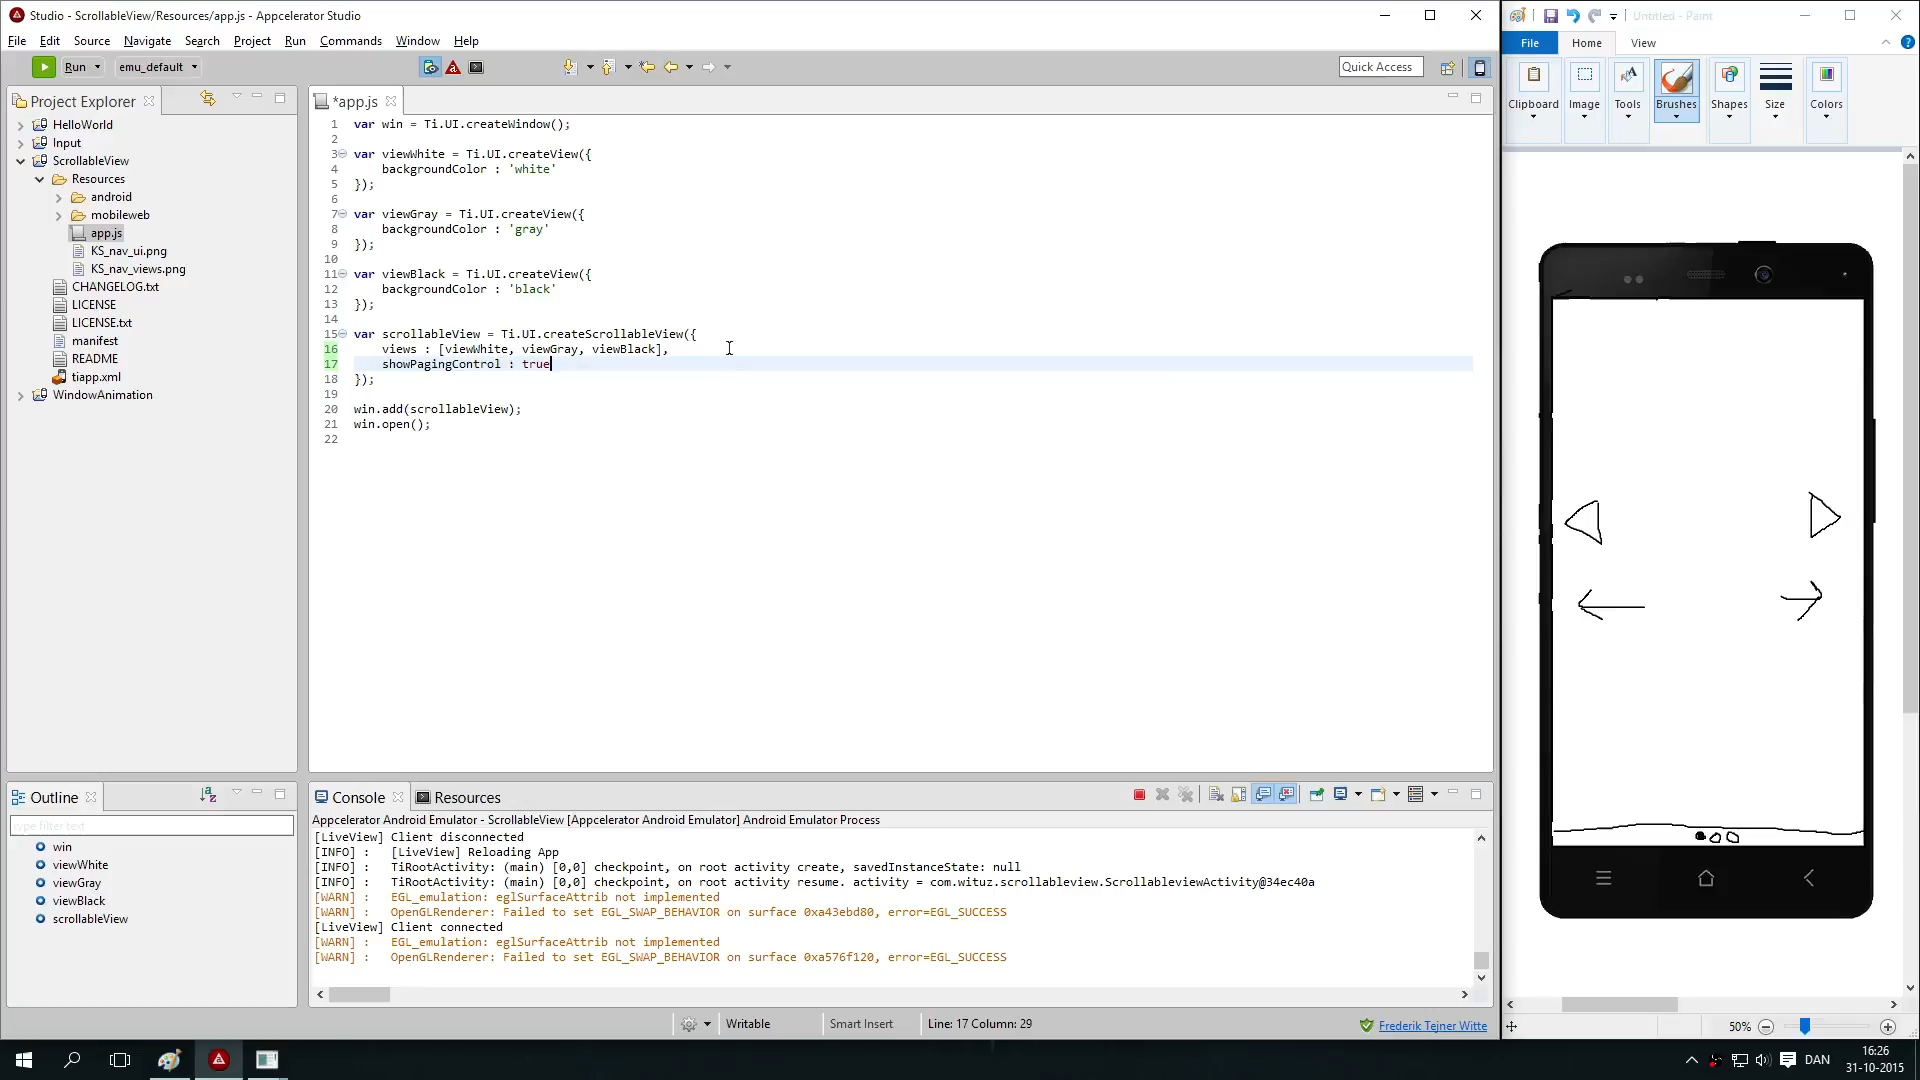 Studio - ScrollableView/Resources/app.js - Appcelerator Studio
File Edit Source Navigate Search Project Run Commands Window Help
Run emu_default Quick Access
Project Explorer
HelloWorld
Input
ScrollableView
Resources
android
mobileweb
app.js
KS_nav_ui.png
KS_nav_views.png
CHANGELOG.txt
LICENSE
LICENSE.txt
manifest
README
tiapp.xml
WindowAnimation
*app.js
1 var win = Ti.UI.createWindow();
2
3 var viewWhite = Ti.UI.createView({
4 backgroundColor : 'white'
5 });
6
7 var viewGray = Ti.UI.createView({
8 backgroundColor : 'gray'
9 });
10
11 var viewBlack = Ti.UI.createView({
12 backgroundColor : 'black'
13 });
14
15 var scrollableView = Ti.UI.createScrollableView({
16 views : [viewWhite, viewGray, viewBlack],
17 showPagingControl : true
18 });
19
20 win.add(scrollableView);
21 win.open();
22
Outline
type filter text
win
viewWhite
viewGray
viewBlack
scrollableView
Console Resources
Appcelerator Android Emulator - ScrollableView [Appcelerator Android Emulator] Android Emulator Process
[LiveView] Client disconnected
[INFO] : [LiveView] Reloading App
[INFO] : TiRootActivity: (main) [0,0] checkpoint, on root activity create, savedInstanceState: null
[INFO] : TiRootActivity: (main) [0,0] checkpoint, on root activity resume. activity = com.wituz.scrollableview.ScrollableviewActivity@34ec40a
[WARN] : EGL_emulation: eglSurfaceAttrib not implemented
[WARN] : OpenGLRenderer: Failed to set EGL_SWAP_BEHAVIOR on surface 0xa43ebd80, error=EGL_SUCCESS
[LiveView] Client connected
[WARN] : EGL_emulation: eglSurfaceAttrib not implemented
[WARN] : OpenGLRenderer: Failed to set EGL_SWAP_BEHAVIOR on surface 0xa576f120, error=EGL_SUCCESS
Writable Smart Insert Line: 17 Column: 29 Frederik Tejner Witte
Untitled - Paint
File Home View
Clipboard Image Tools Brushes Shapes Size Colors
50%
DAN
16:26
31-10-2015